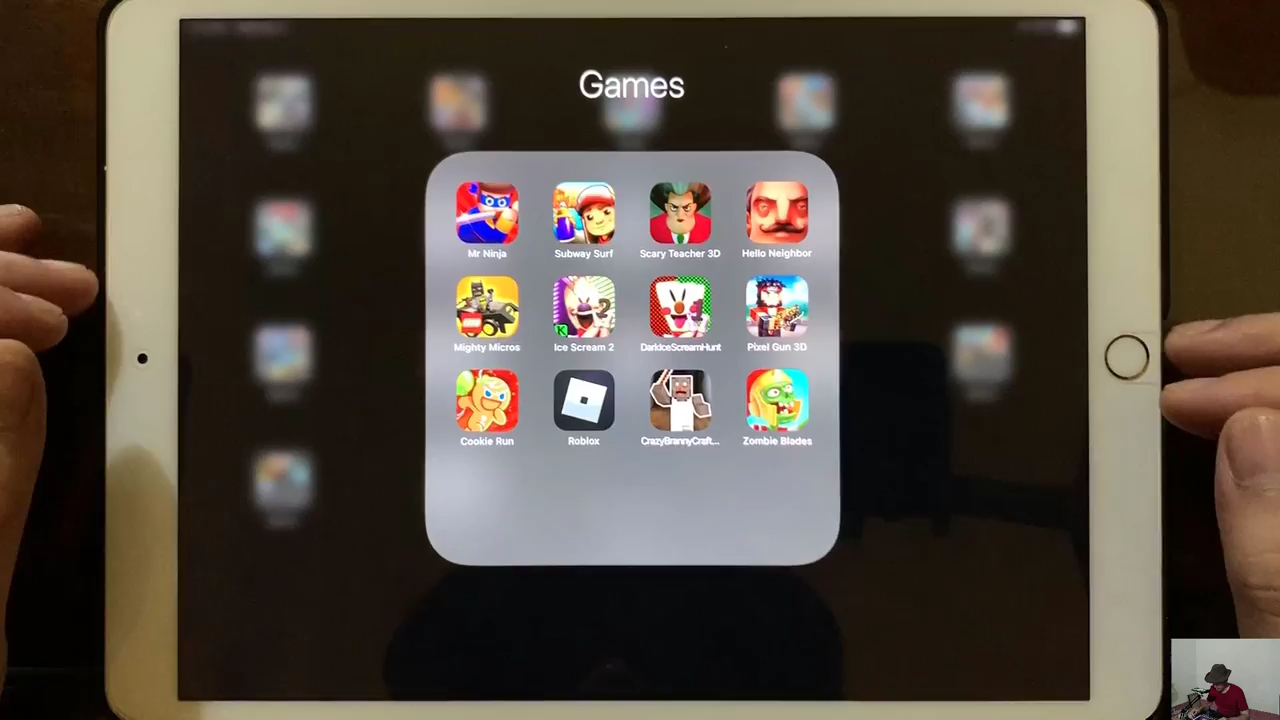 Games
Mr Ninja
Subway Surf
Scary Teacher 3D
Hello Neighbor
Mighty Micros
Ice Scream 2
DarkIceScreamHunt
Pixel Gun 3D
Cookie Run
Roblox
CrazyBrannyCraft...
Zombie Blades